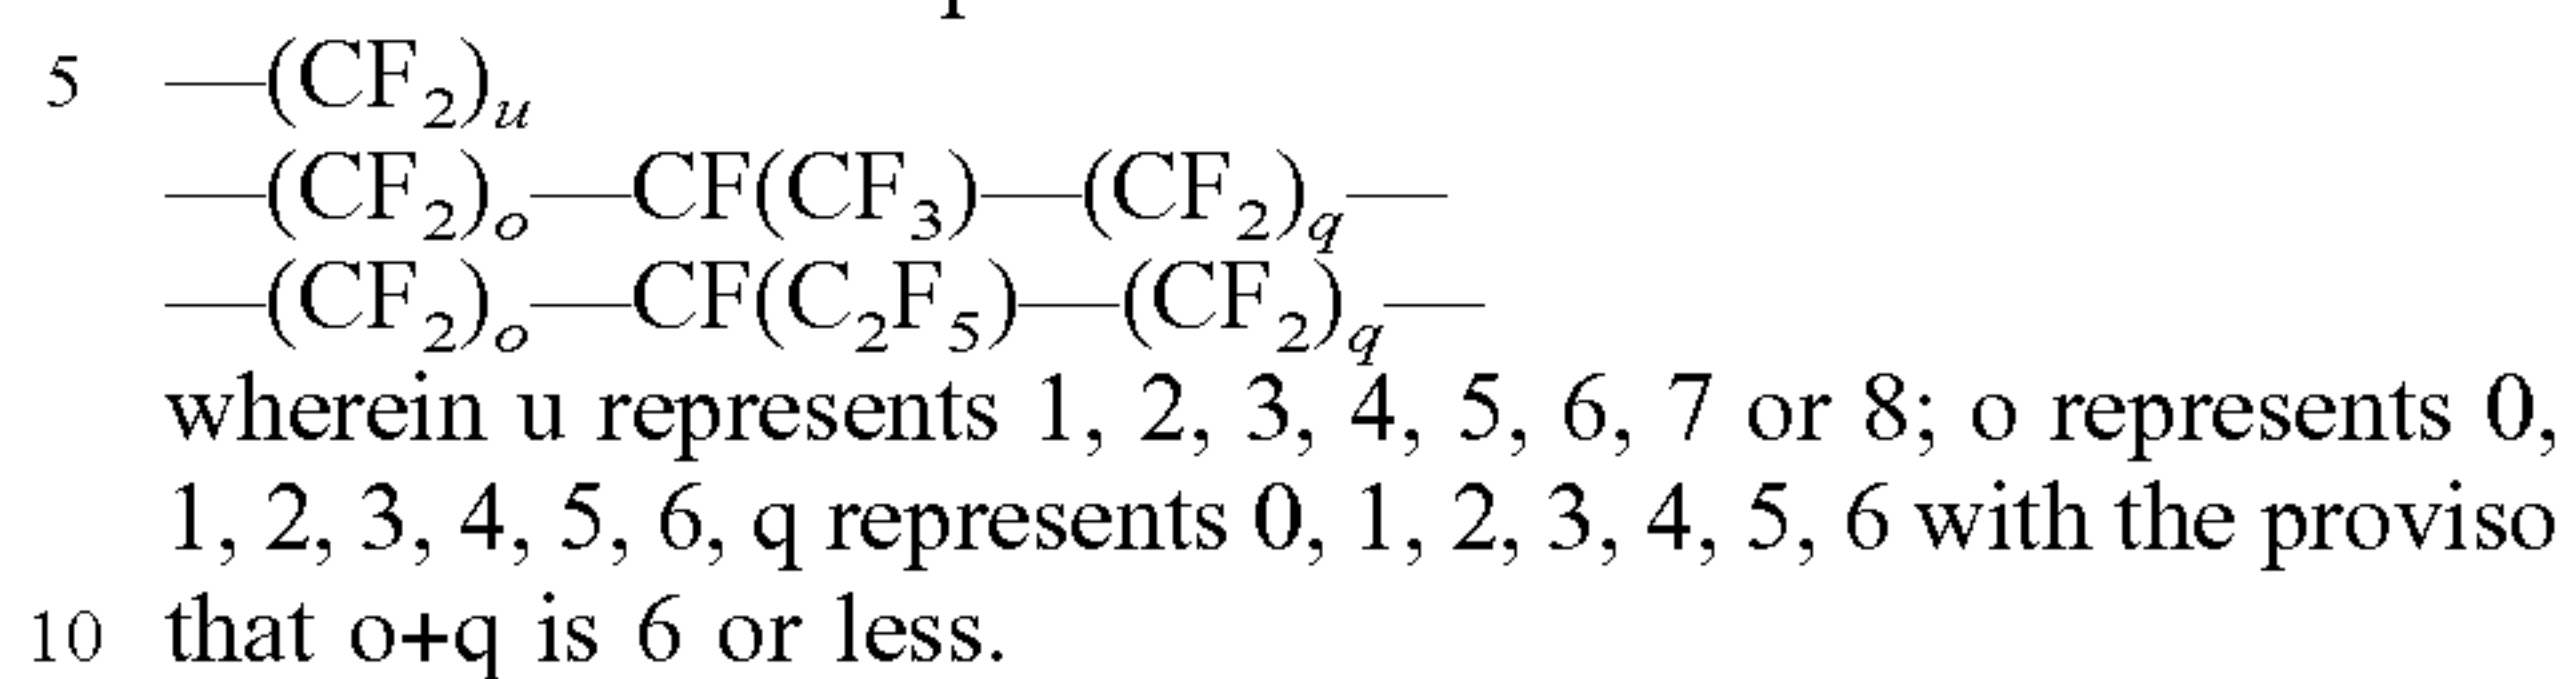 5 —(CF₂)ᵤ
—(CF₂)ₒ—CF(CF₃)—(CF₂)q—
—(CF₂)ₒ—CF(C₂F₅)—(CF₂)q—
wherein u represents 1, 2, 3, 4, 5, 6, 7 or 8; o represents 0,
1, 2, 3, 4, 5, 6, q represents 0, 1, 2, 3, 4, 5, 6 with the proviso
10 that o+q is 6 or less.